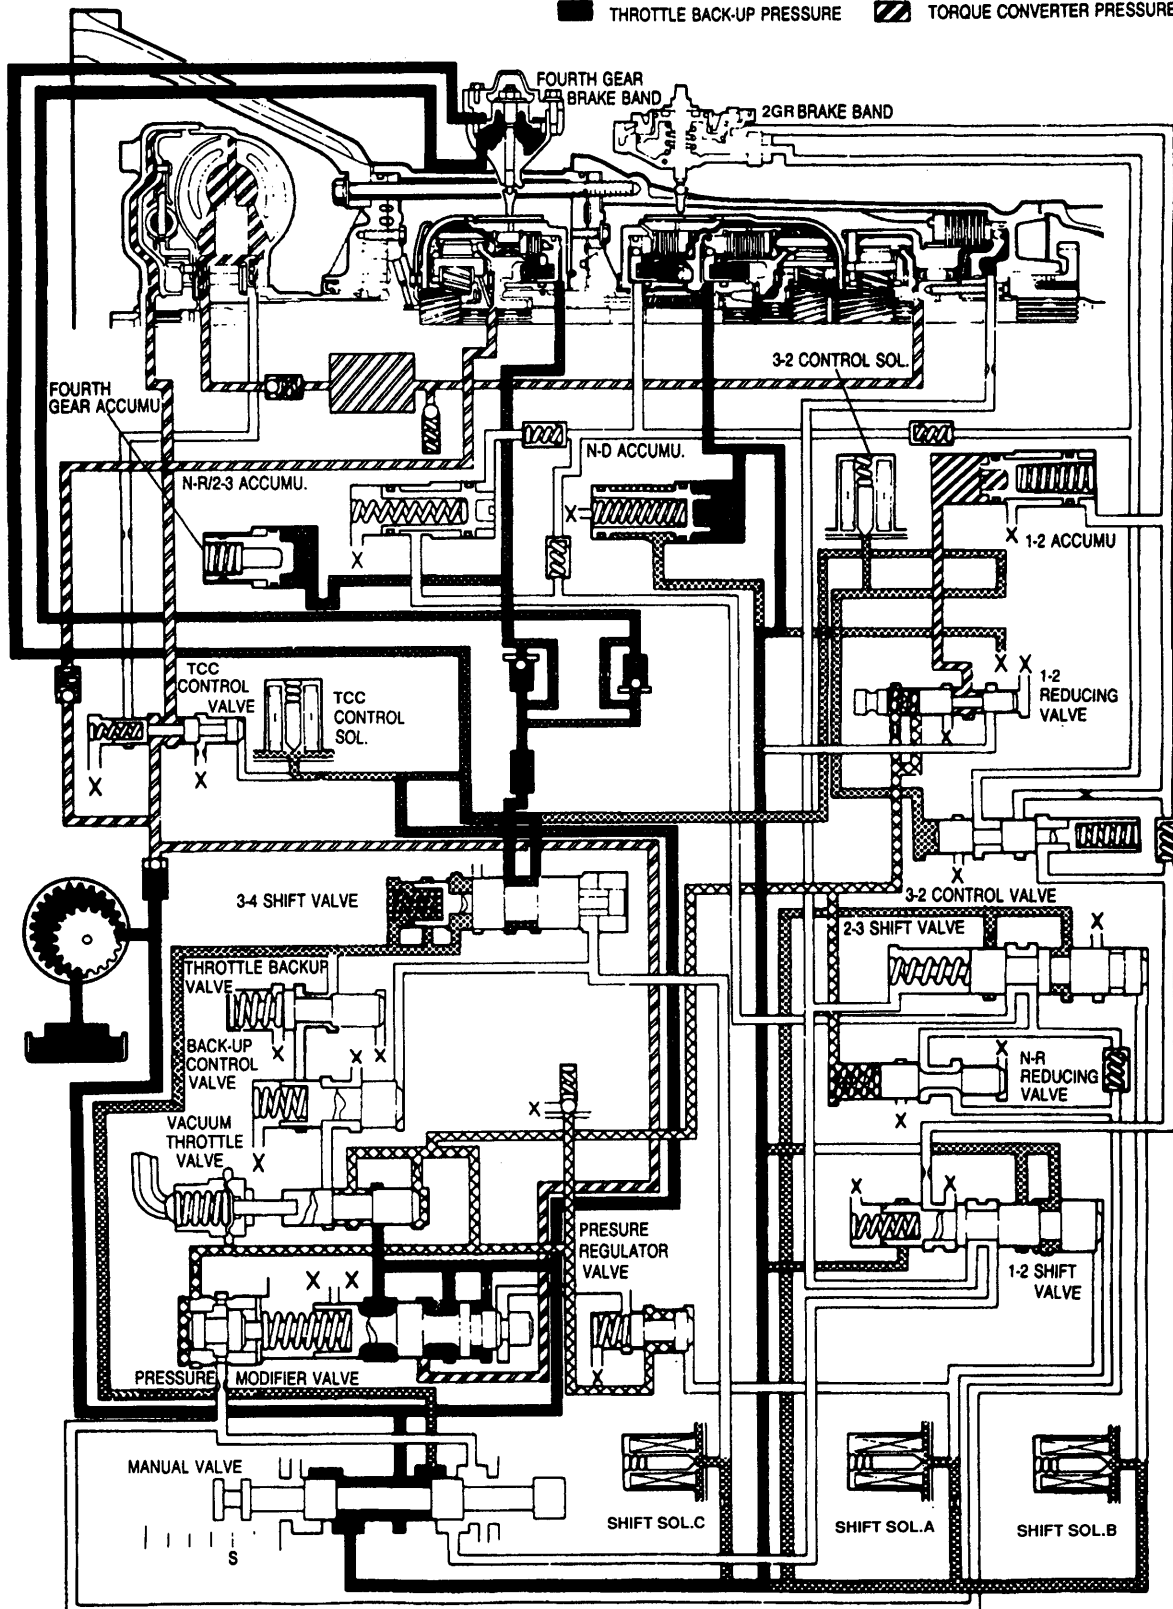 THROTTLE BACK-UP PRESSURE
TORQUE CONVERTER PRESSURE
FOURTH GEAR
BRAKE BAND
2GR BRAKE BAND
3-2 CONTROL SOL.
FOURTH
GEAR ACCUMU
N-D ACCUMU.
N-R/2-3 ACCUMU.
X
X
X
1-2 ACCUMU
X
X
TCC
CONTROL
VALVE
TCC
CONTROL
SOL.
1-2
REDUCING
VALVE
X
X
X
X
3-4 SHIFT VALVE
3-2 CONTROL VALVE
2-3 SHIFT VALVE
X
THROTTLE BACKUP
VALVE
BACK-UP
CONTROL
VALVE
X
X
X
X
N-R
REDUCING
VALVE
X
X
VACUUM
THROTTLE
VALVE
X
X
X
PRESURE
REGULATOR
VALVE
1-2 SHIFT
VALVE
X
X
X
PRESSURE MODIFIER VALVE
MANUAL VALVE
S
SHIFT SOL.C
SHIFT SOL.A
SHIFT SOL.B